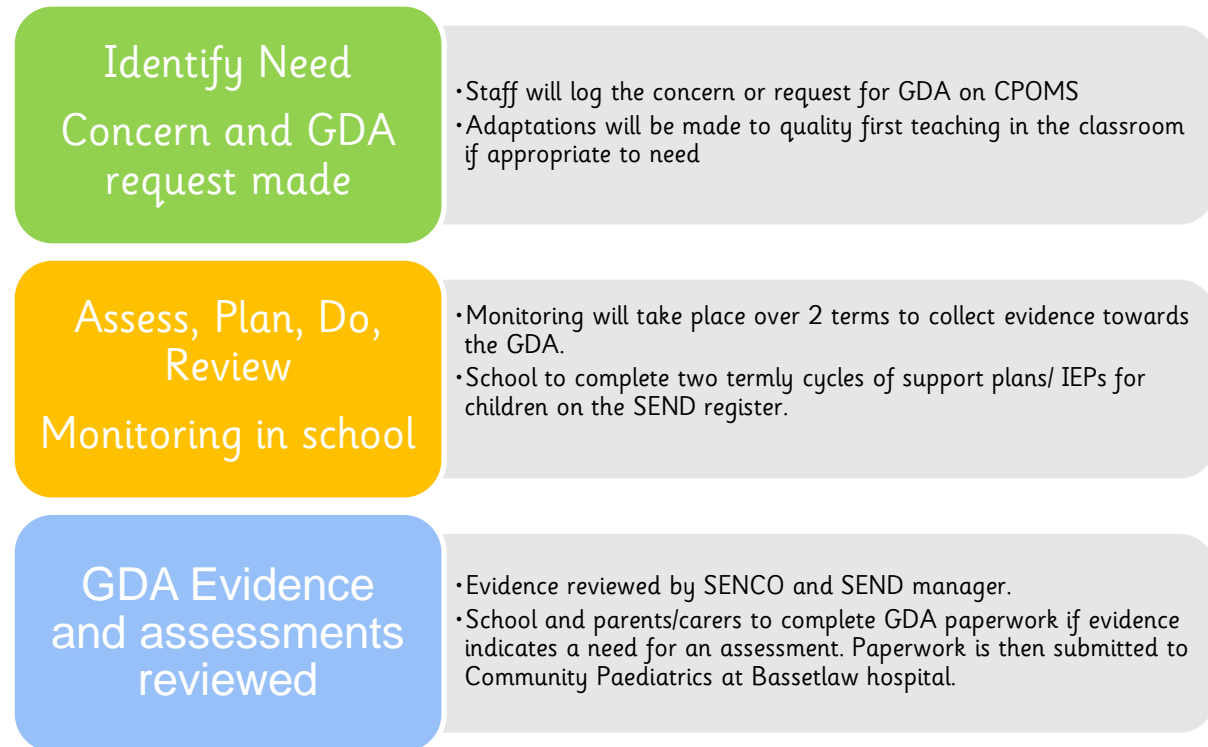 Identify Need
Concern and GDA
request made
·Staff will log the concern or request for GDA on CPOMS
·Adaptations will be made to quality first teaching in the classroom
if appropriate to need
Assess, Plan, Do,
Review
Monitoring in school
·Monitoring will take place over 2 terms to collect evidence towards
the GDA.
·School to complete two termly cycles of support plans/ IEPs for
children on the SEND register.
GDA Evidence
and assessments
reviewed
·Evidence reviewed by SENCO and SEND manager.
·School and parents/carers to complete GDA paperwork if evidence
indicates a need for an assessment. Paperwork is then submitted to
Community Paediatrics at Bassetlaw hospital.